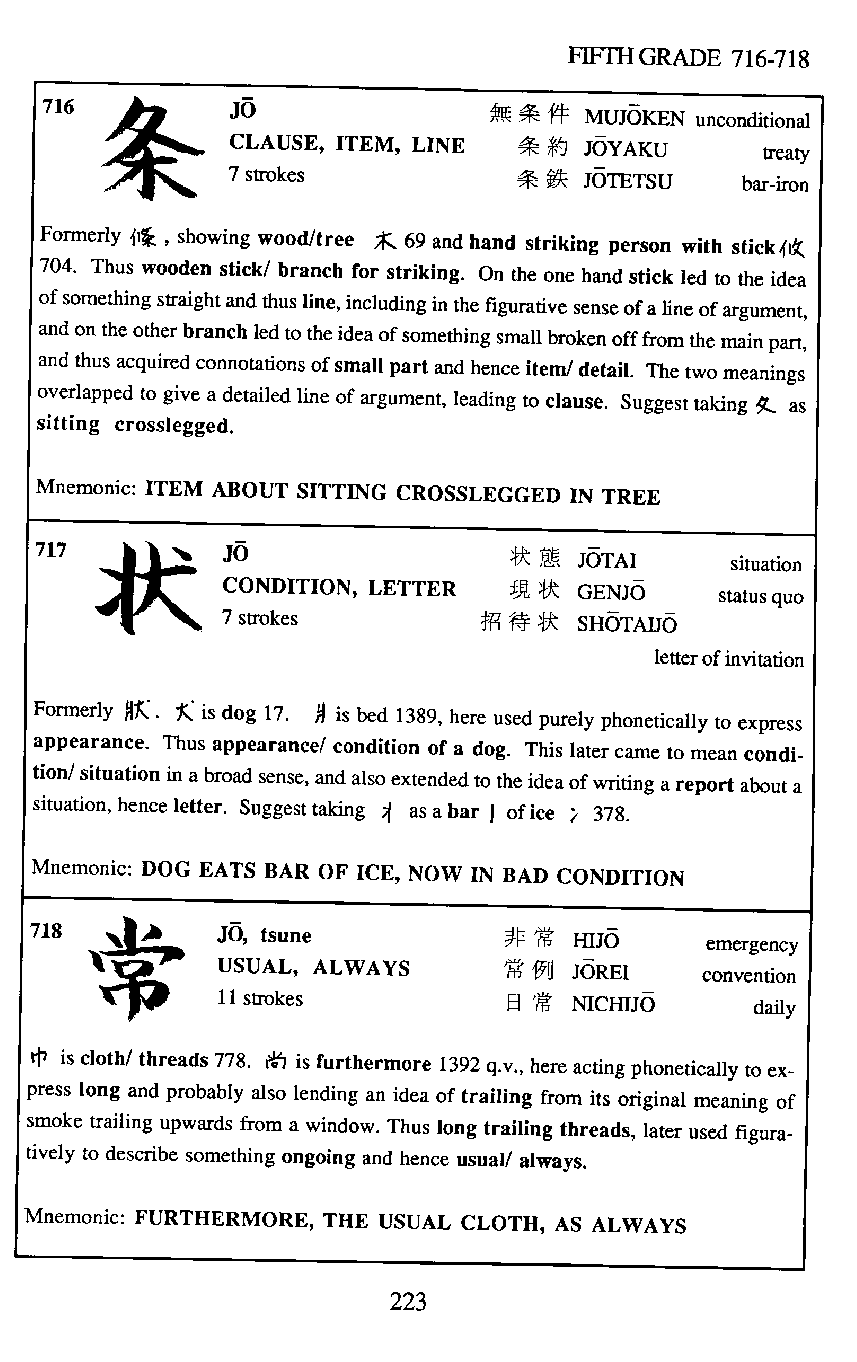 FIFTH GRADE 716-718
716 条 JŌ 無条件 MUJŌKEN unconditional
CLAUSE, ITEM, LINE 条約 JŌYAKU treaty
7 strokes 条鉄 JŌTETSU bar-iron
Formerly 條, showing wood/tree 木 69 and hand striking person with stick 攸
704. Thus wooden stick/ branch for striking. On the one hand stick led to the idea
of something straight and thus line, including in the figurative sense of a line of argument,
and on the other branch led to the idea of something small broken off from the main part,
and thus acquired connotations of small part and hence item/ detail. The two meanings
overlapped to give a detailed line of argument, leading to clause. Suggest taking 夂 as
sitting crosslegged.
Mnemonic: ITEM ABOUT SITTING CROSSLEGGED IN TREE
717 状 JŌ 状態 JŌTAI situation
CONDITION, LETTER 現状 GENJŌ status quo
7 strokes 招待状 SHŌTAIJŌ
letter of invitation
Formerly 狀. 犬 is dog 17. 爿 is bed 1389, here used purely phonetically to express
appearance. Thus appearance/ condition of a dog. This later came to mean condi-
tion/ situation in a broad sense, and also extended to the idea of writing a report about a
situation, hence letter. Suggest taking 丬 as a bar 丨 of ice 冫 378.
Mnemonic: DOG EATS BAR OF ICE, NOW IN BAD CONDITION
718 常 JŌ, tsune 非常 HIJŌ emergency
USUAL, ALWAYS 常例 JŌREI convention
11 strokes 日常 NICHIJŌ daily
巾 is cloth/ threads 778. 尚 is furthermore 1392 q.v., here acting phonetically to ex-
press long and probably also lending an idea of trailing from its original meaning of
smoke trailing upwards from a window. Thus long trailing threads, later used figura-
tively to describe something ongoing and hence usual/ always.
Mnemonic: FURTHERMORE, THE USUAL CLOTH, AS ALWAYS
223